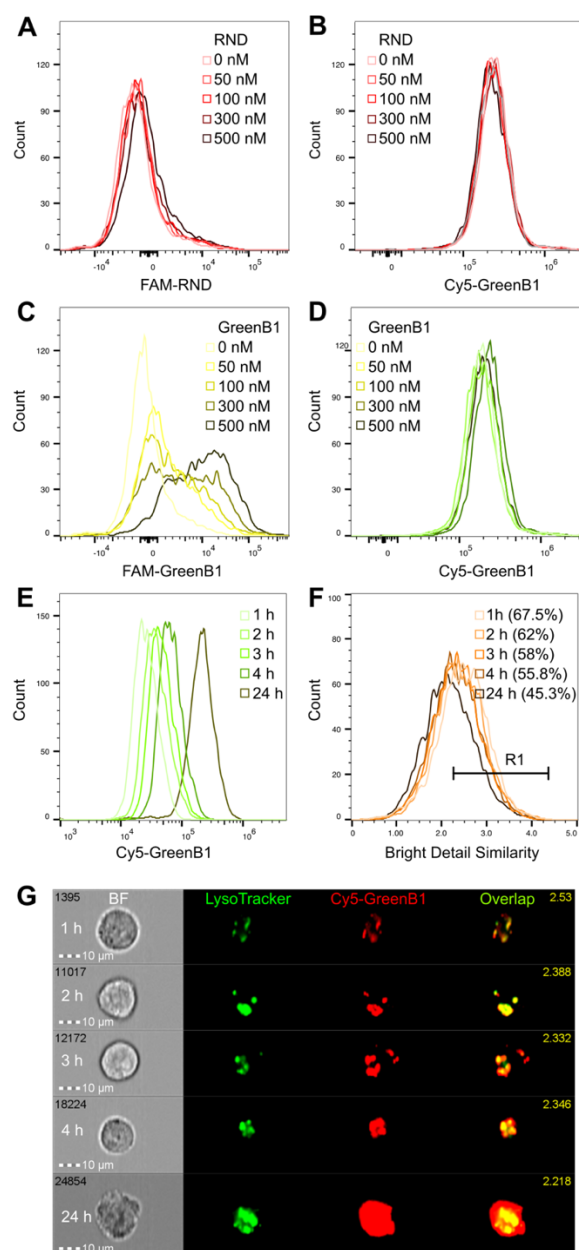 A
RND
0 nM
50 nM
100 nM
300 nM
500 nM
Count
120
90
60
30
0
-10⁴ 0 10⁴ 10⁵
FAM-RND
B
RND
0 nM
50 nM
100 nM
300 nM
500 nM
Count
120
90
60
30
0
0 10⁵ 10⁶
Cy5-GreenB1
C
GreenB1
0 nM
50 nM
100 nM
300 nM
500 nM
Count
120
90
60
30
0
-10⁴ 0 10⁴ 10⁵
FAM-GreenB1
D
GreenB1
0 nM
50 nM
100 nM
300 nM
500 nM
Count
120
90
60
30
0
10⁵ 10⁶
Cy5-GreenB1
E
1 h
2 h
3 h
4 h
24 h
Count
150
100
50
0
10³ 10⁴ 10⁵ 10⁶
Cy5-GreenB1
F
1h (67.5%)
2 h (62%)
3 h (58%)
4 h (55.8%)
24 h (45.3%)
R1
Count
100
80
60
40
20
0
0 1.00 2.0 3.0 4.0 5.0
Bright Detail Similarity
G
1395 BF LysoTracker Cy5-GreenB1 Overlap 2.53
1 h
10 µm
11017 2.388
2 h
10 µm
12172 2.332
3 h
10 µm
18224 2.346
4 h
10 µm
24854 2.218
24 h
10 µm